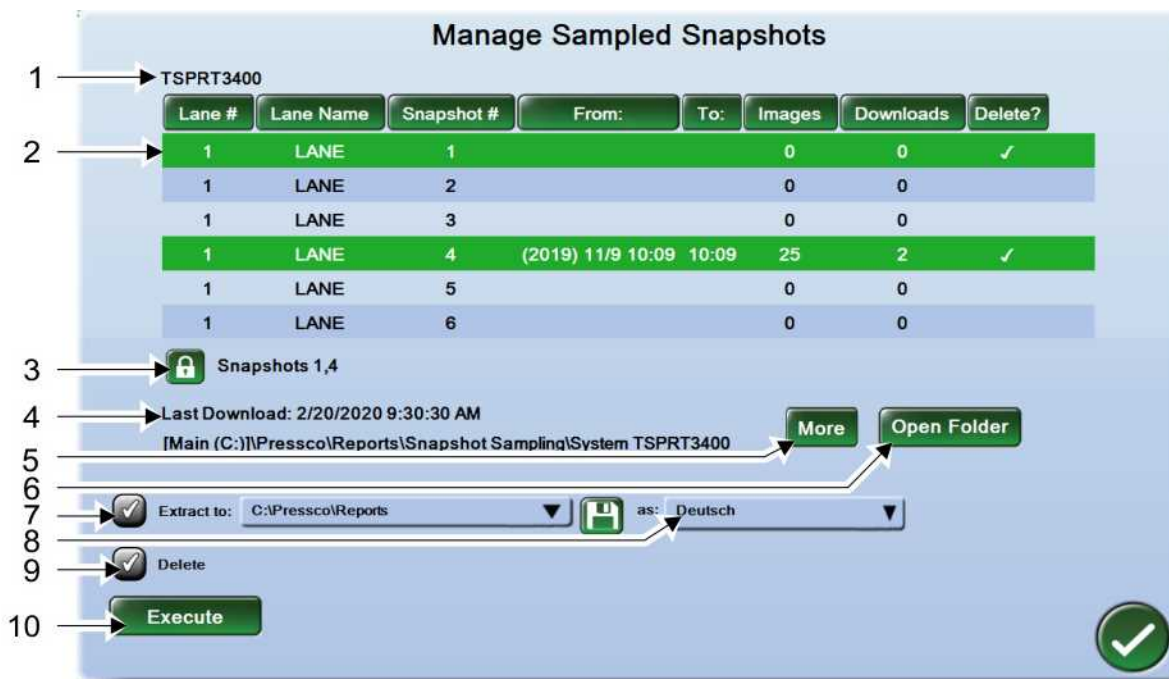 Manage Sampled Snapshots
1 TSPRT3400
Lane # Lane Name Snapshot # From: To: Images Downloads Delete?
2 1 LANE 1 0 0 ✓
1 LANE 2 0 0
1 LANE 3 0 0
1 LANE 4 (2019) 11/9 10:09 10:09 25 2 ✓
1 LANE 5 0 0
1 LANE 6 0 0
3 Snapshots 1,4
4 Last Download: 2/20/2020 9:30:30 AM
More Open Folder
[Main (C:)]\Pressco\Reports\Snapshot Sampling\System TSPRT3400
5
6
7 Extract to: C:\Pressco\Reports as: Deutsch
8
9 Delete
10 Execute